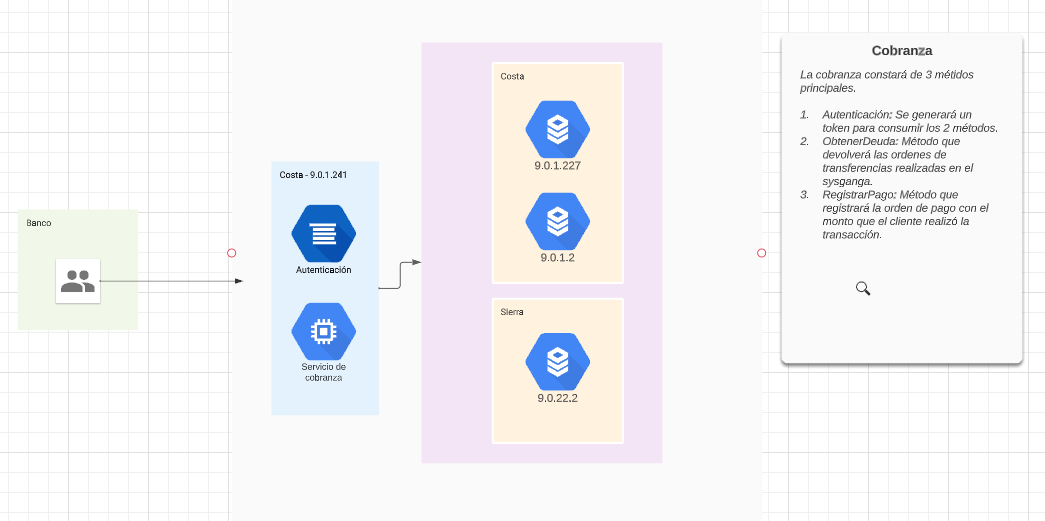 Banco
Costa - 9.0.1.241
Autenticación
Servicio de
cobranza
Costa
9.0.1.227
9.0.1.2
Sierra
9.0.22.2
Cobranza
La cobranza constará de 3 métidos
principales.
1. Autenticación: Se generará un
token para consumir los 2 métodos.
2. ObtenerDeuda: Método que
devolverá las ordenes de
transferencias realizadas en el
sysganga.
3. RegistrarPago: Método que
registrará la orden de pago con el
monto que el cliente realizó la
transacción.